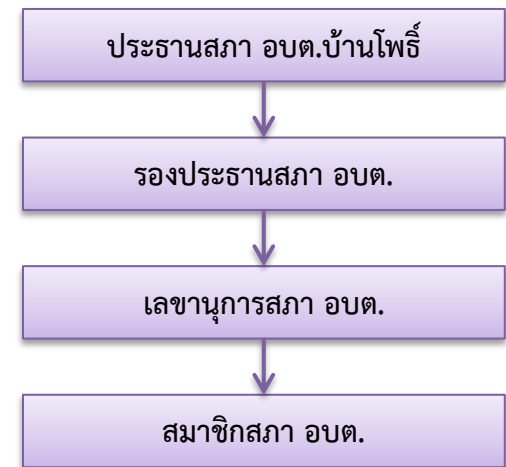 ประธานสภา อบต.บ้านโพธิ์
รองประธานสภา อบต.
เลขานุการสภา อบต.
สมาชิกสภา อบต.